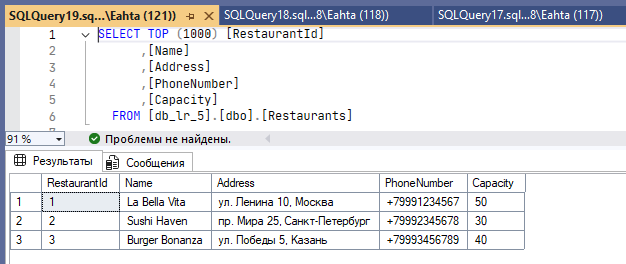 SQLQuery19.sq...\Eahta (121))
SQLQuery18.sql...8\Eahta (118))
SQLQuery17.sql...8\Eahta (117))
1 SELECT TOP (1000) [RestaurantId]
2 ,[Name]
3 ,[Address]
4 ,[PhoneNumber]
5 ,[Capacity]
6 FROM [db_lr_5].[dbo].[Restaurants]
91 % Проблемы не найдены.
Результаты Сообщения
RestaurantId Name Address PhoneNumber Capacity
1 1 La Bella Vita ул. Ленина 10, Москва +79991234567 50
2 2 Sushi Haven пр. Мира 25, Санкт-Петербург +79992345678 30
3 3 Burger Bonanza ул. Победы 5, Казань +79993456789 40